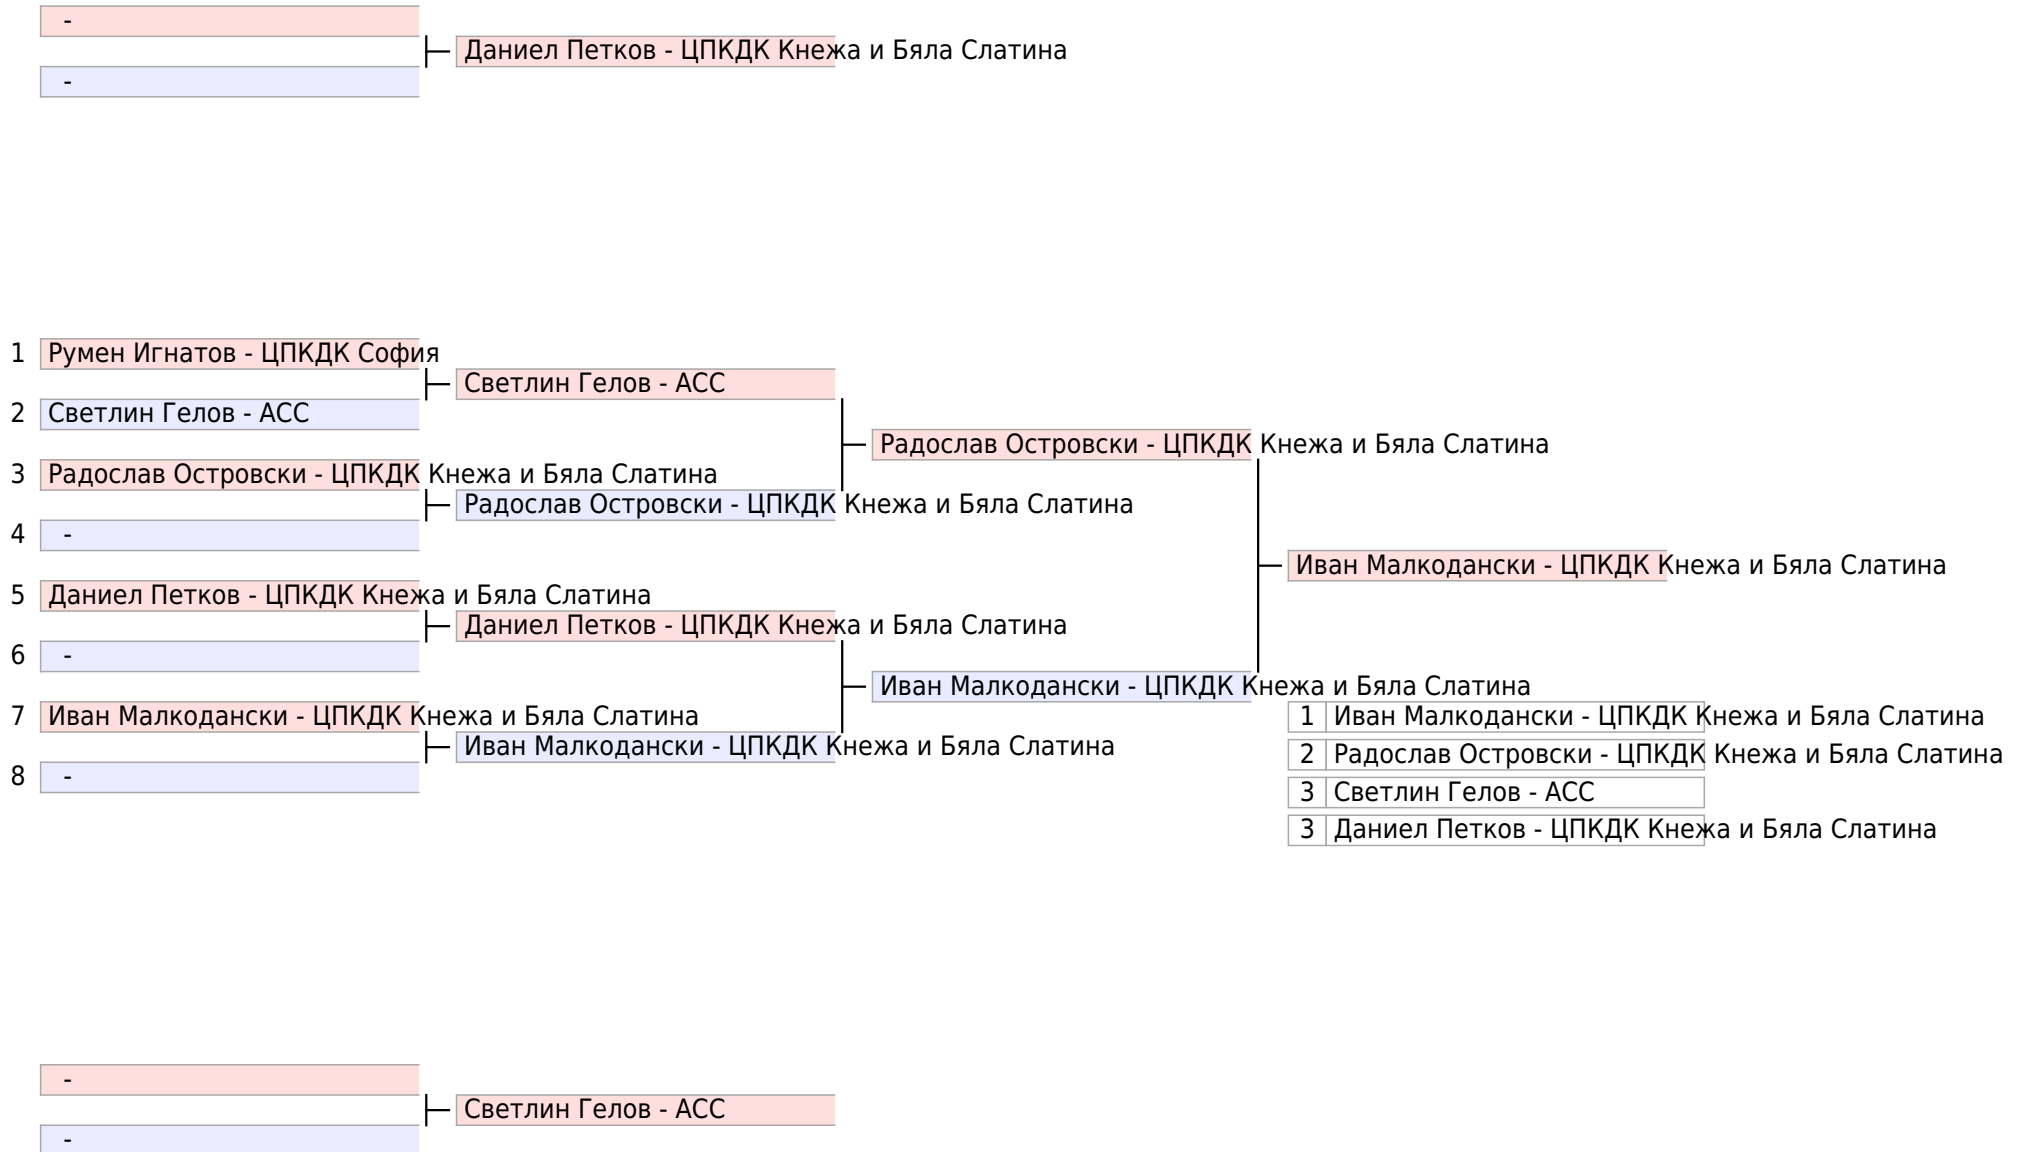 -
Даниел Петков - ЦПКДК Кнежа и Бяла Слатина
-
1 Румен Игнатов - ЦПКДК София
Светлин Гелов - АСС
2 Светлин Гелов - АСС
Радослав Островски - ЦПКДК Кнежа и Бяла Слатина
3 Радослав Островски - ЦПКДК Кнежа и Бяла Слатина
Радослав Островски - ЦПКДК Кнежа и Бяла Слатина
4 -
Иван Малкодански - ЦПКДК Кнежа и Бяла Слатина
5 Даниел Петков - ЦПКДК Кнежа и Бяла Слатина
Даниел Петков - ЦПКДК Кнежа и Бяла Слатина
6 -
Иван Малкодански - ЦПКДК Кнежа и Бяла Слатина
7 Иван Малкодански - ЦПКДК Кнежа и Бяла Слатина
1 Иван Малкодански - ЦПКДК Кнежа и Бяла Слатина
Иван Малкодански - ЦПКДК Кнежа и Бяла Слатина
2 Радослав Островски - ЦПКДК Кнежа и Бяла Слатина
8 -
3 Светлин Гелов - АСС
3 Даниел Петков - ЦПКДК Кнежа и Бяла Слатина
-
Светлин Гелов - АСС
-